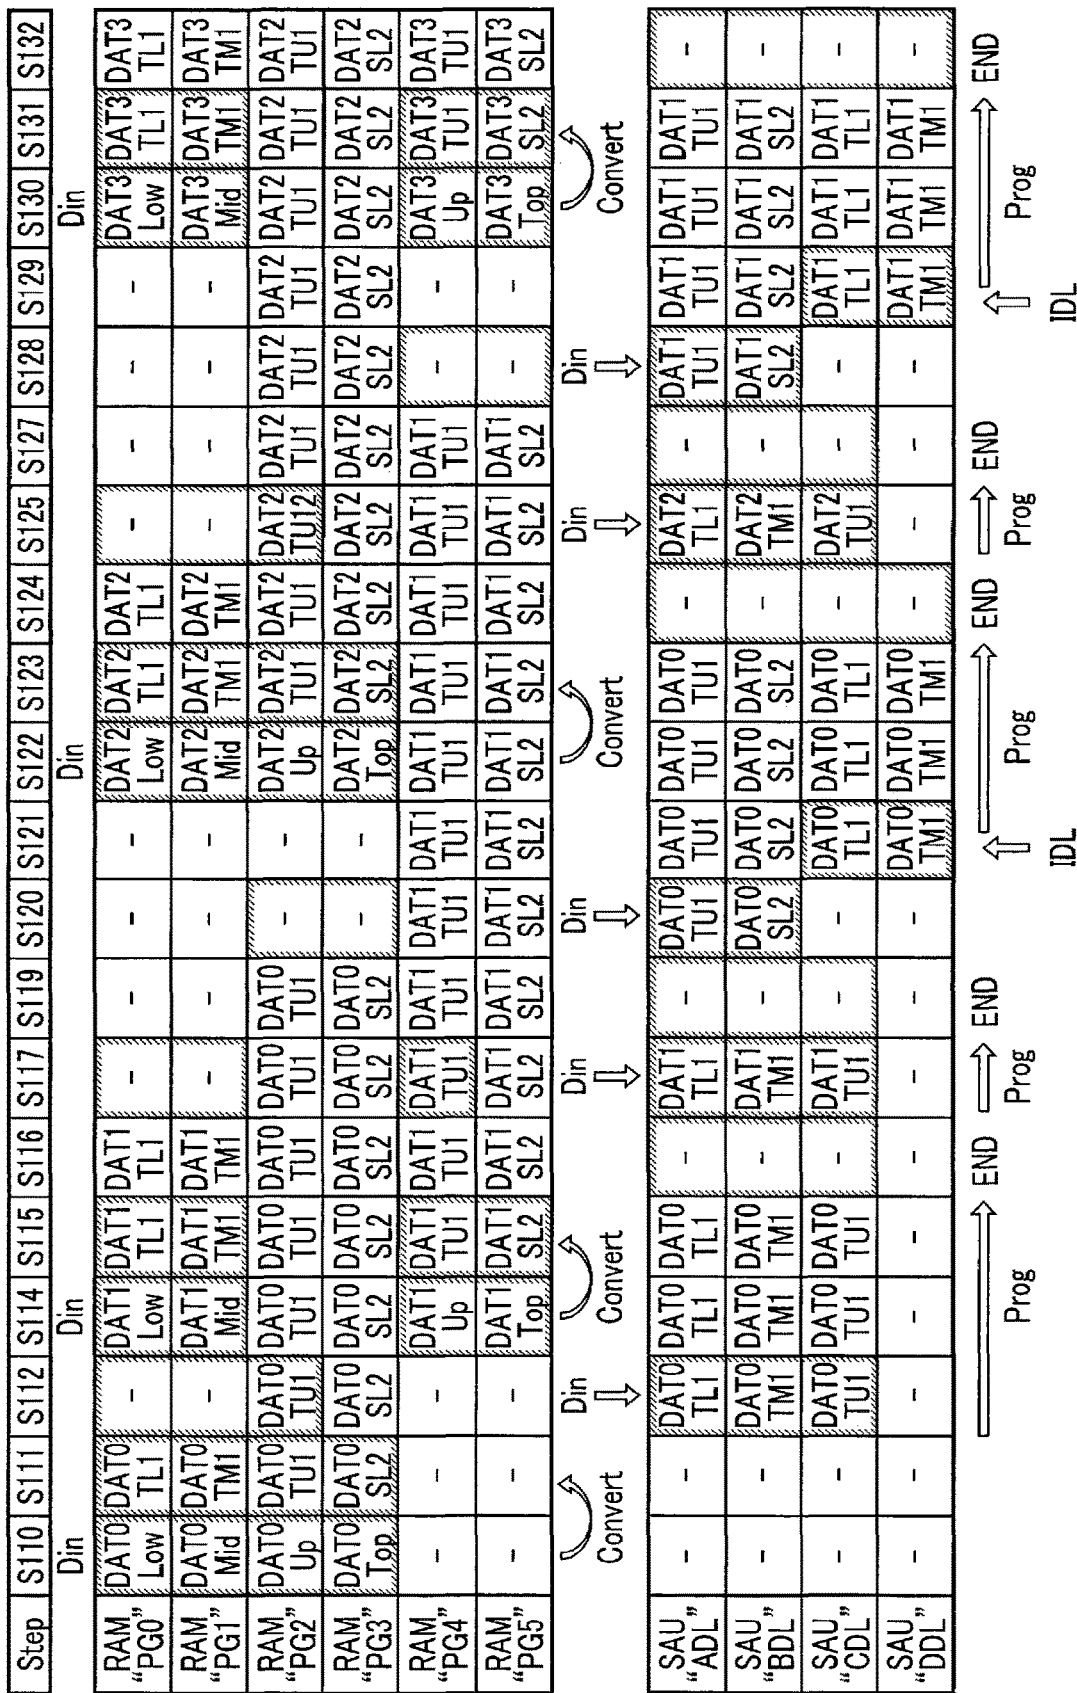 Step S110 S111 S112 S114 S115 S116 S117 S119 S120 S121 S122 S123 S124 S125 S127 S128 S129 S130 S131 S132
Din Din Din Din
RAM DAT0 DAT0 - DAT1 DAT1 DAT1 - - - - DAT2 DAT2 DAT2 - - - - DAT3 DAT3 DAT3
“PG0” Low TL1 Low TL1 TL1 Low TL1 TL1 Low TL1 TL1
RAM DAT0 DAT0 - DAT1 DAT1 DAT1 - - - - DAT2 DAT2 DAT2 - - - - DAT3 DAT3 DAT3
“PG1” Mid TM1 Mid TM1 TM1 Mid TM1 TM1 Mid TM1 TM1
RAM DAT0 DAT0 DAT0 DAT0 DAT0 DAT0 DAT0 DAT0 - - DAT2 DAT2 DAT2 DAT2 DAT2 DAT2 DAT2 DAT2 DAT2 DAT2
“PG2” Up TU1 TU1 TU1 TU1 TU1 TU1 TU1 Up TU1 TU1 TU12 TU1 TU1 TU1 TU1 TU1 TU1
RAM DAT0 DAT0 DAT0 DAT0 DAT0 DAT0 DAT0 DAT0 - - DAT2 DAT2 DAT2 DAT2 DAT2 DAT2 DAT2 DAT2 DAT2 DAT2
“PG3” Top SL2 SL2 SL2 SL2 SL2 SL2 SL2 Top SL2 SL2 SL2 SL2 SL2 SL2 SL2 SL2 SL2
RAM - - - DAT1 DAT1 DAT1 DAT1 DAT1 DAT1 DAT1 DAT1 DAT1 DAT1 DAT1 DAT1 - - DAT3 DAT3 DAT3
“PG4” Up TU1 TU1 TU1 TU1 TU1 TU1 TU1 TU1 TU1 TU1 TU1 Up TU1 TU1
RAM - - - DAT1 DAT1 DAT1 DAT1 DAT1 DAT1 DAT1 DAT1 DAT1 DAT1 DAT1 DAT1 - - DAT3 DAT3 DAT3
“PG5” Top SL2 SL2 SL2 SL2 SL2 SL2 SL2 SL2 SL2 SL2 SL2 Top SL2 SL2
Convert Din Convert Din Din Convert Din Din Convert
SAU - - DAT0 DAT0 DAT0 - DAT1 - DAT0 DAT0 DAT0 DAT0 - DAT2 - DAT1 DAT1 DAT1 DAT1 -
“ADL” TL1 TL1 TL1 TL1 TU1 TU1 TU1 TU1 TL1 TU1 TU1 TU1 TU1
SAU - - DAT0 DAT0 DAT0 - DAT1 - DAT0 DAT0 DAT0 DAT0 - DAT2 - DAT1 DAT1 DAT1 DAT1 -
“BDL” TM1 TM1 TM1 TM1 SL2 SL2 SL2 SL2 TM1 SL2 SL2 SL2 SL2
SAU - - DAT0 DAT0 DAT0 - DAT1 - - DAT0 DAT0 DAT0 - DAT2 - - DAT1 DAT1 DAT1 -
“CDL” TU1 TU1 TU1 TU1 TL1 TL1 TL1 TU1 TL1 TL1 TL1
SAU - - - - - - - - - DAT0 DAT0 DAT0 - - - - DAT1 DAT1 DAT1 -
“DDL” TM1 TM1 TM1 TM1 TM1 TM1
END END END END END
Prog Prog Prog Prog Prog
IDL IDL